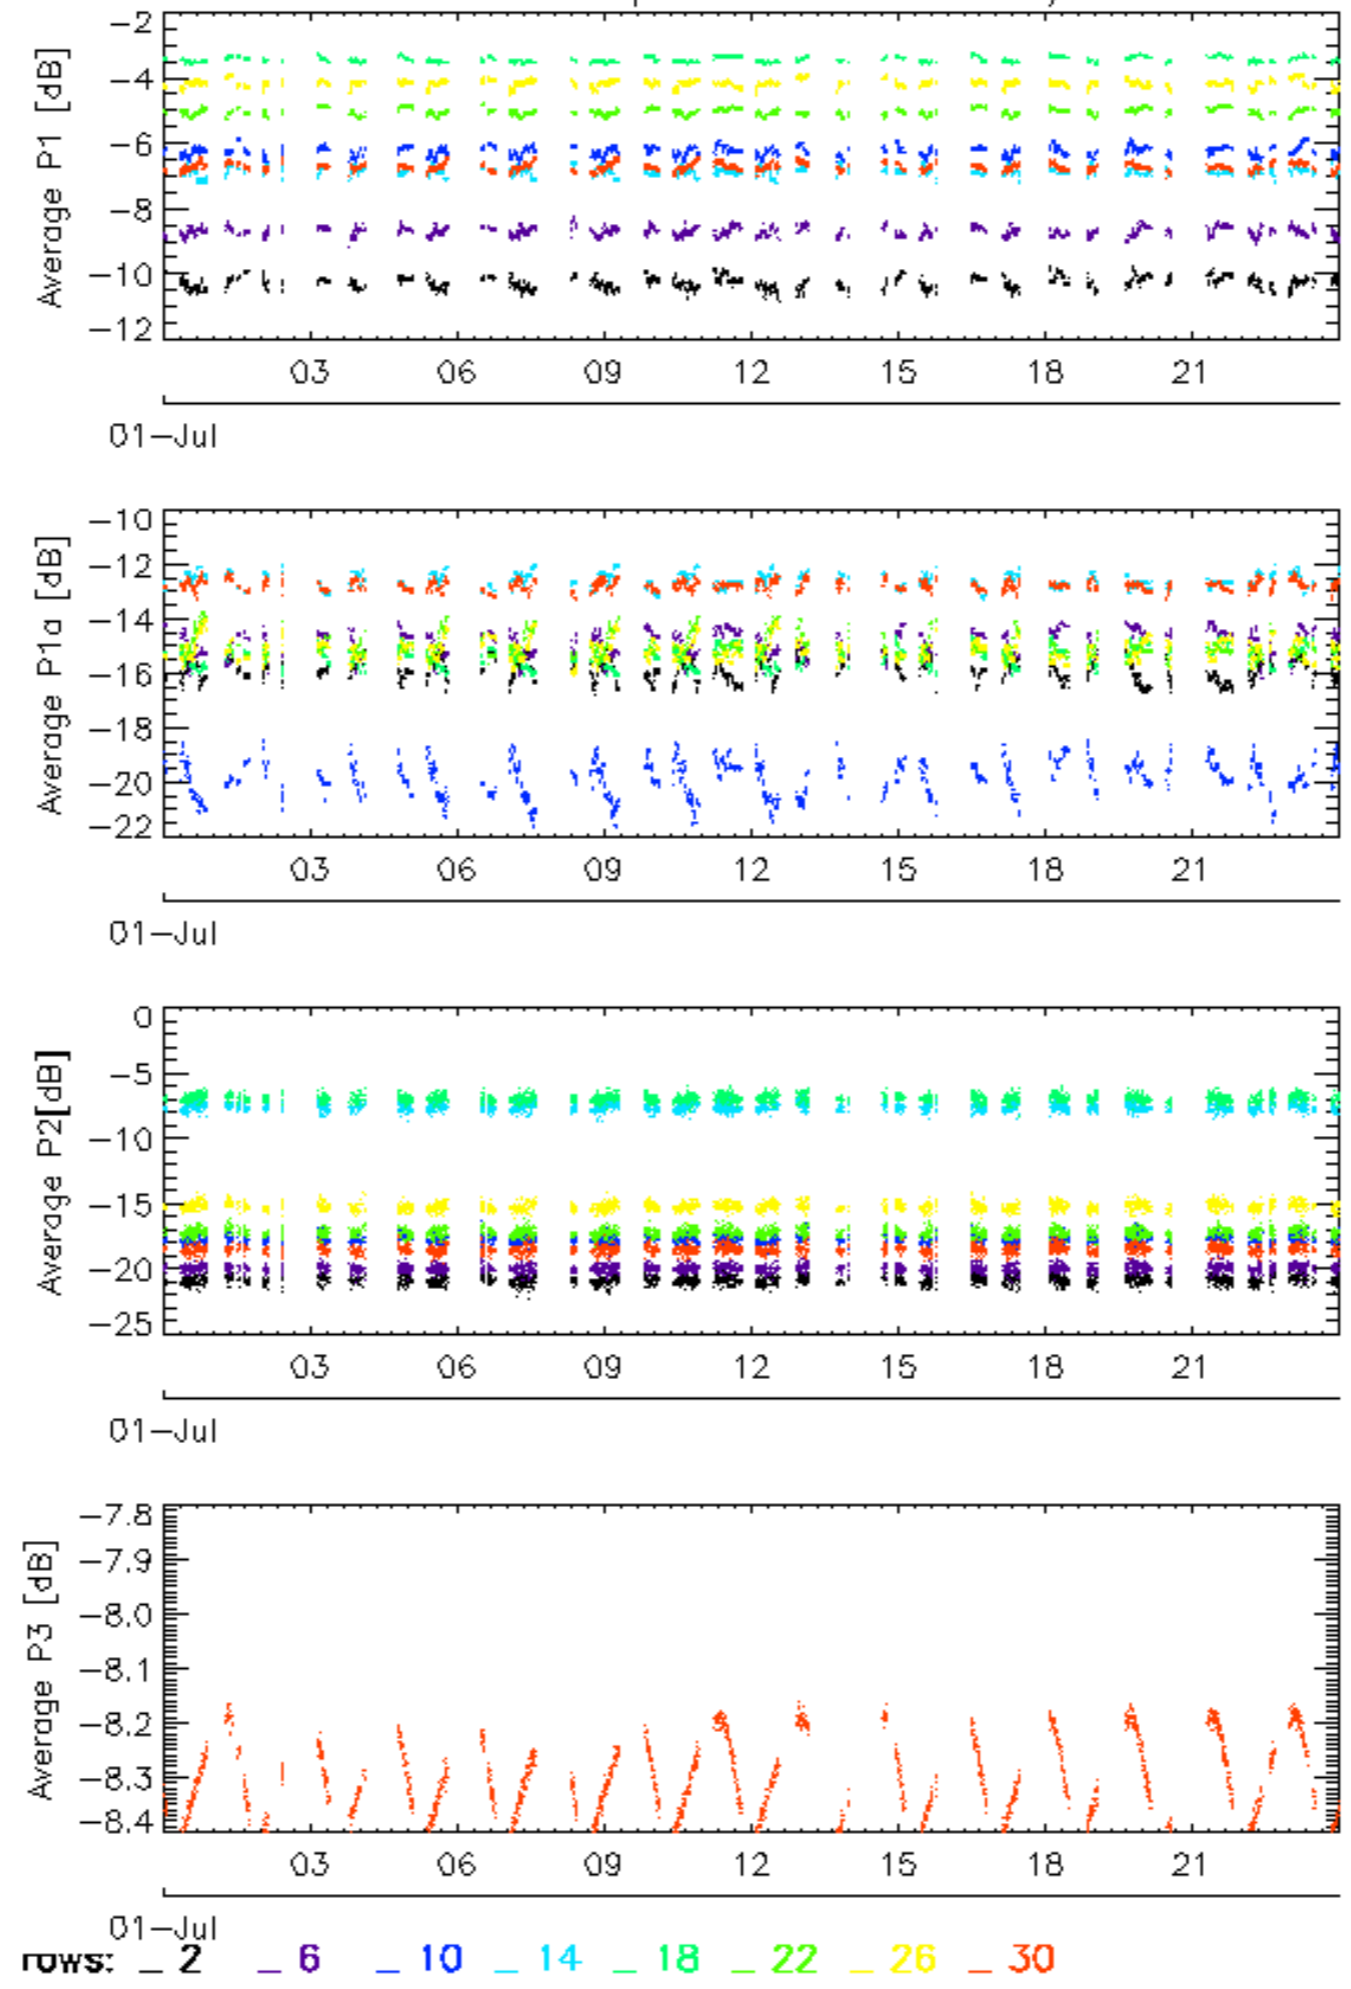 Average P1 [dB]
−2
−4
−6
−8
−10
−12
03 06 09 12 15 18 21
01−Jul
Average P1a [dB]
−10
−12
−14
−16
−18
−20
−22
03 06 09 12 15 18 21
01−Jul
Average P2[dB]
0
−5
−10
−15
−20
−25
03 06 09 12 15 18 21
01−Jul
Average P3 [dB]
−7.8
−7.9
−8.0
−8.1
−8.2
−8.3
−8.4
03 06 09 12 15 18 21
01−Jul
rows: _ 2 _ 6 _ 10 _ 14 _ 18 _ 22 _ 26 _ 30